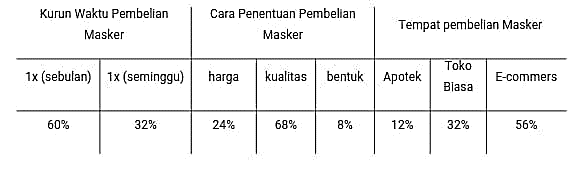 Kurun Waktu Pembelian Masker
Cara Penentuan Pembelian Masker
Tempat pembelian Masker
1x (sebulan) 1x (seminggu) harga kualitas bentuk Apotek Toko Biasa E-commers
60% 32% 24% 68% 8% 12% 32% 56%